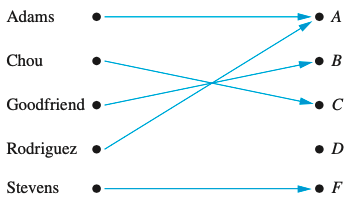 Adams A
Chou B
Goodfriend C
Rodriguez D
Stevens F